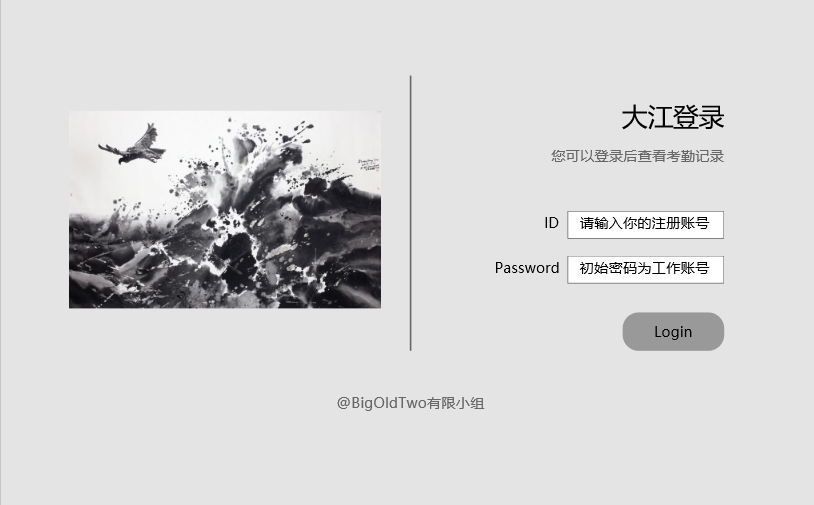 大江登录
您可以登录后查看考勤记录
ID 请输入你的注册账号
Password 初始密码为工作账号
Login
@BigOldTwo有限小组